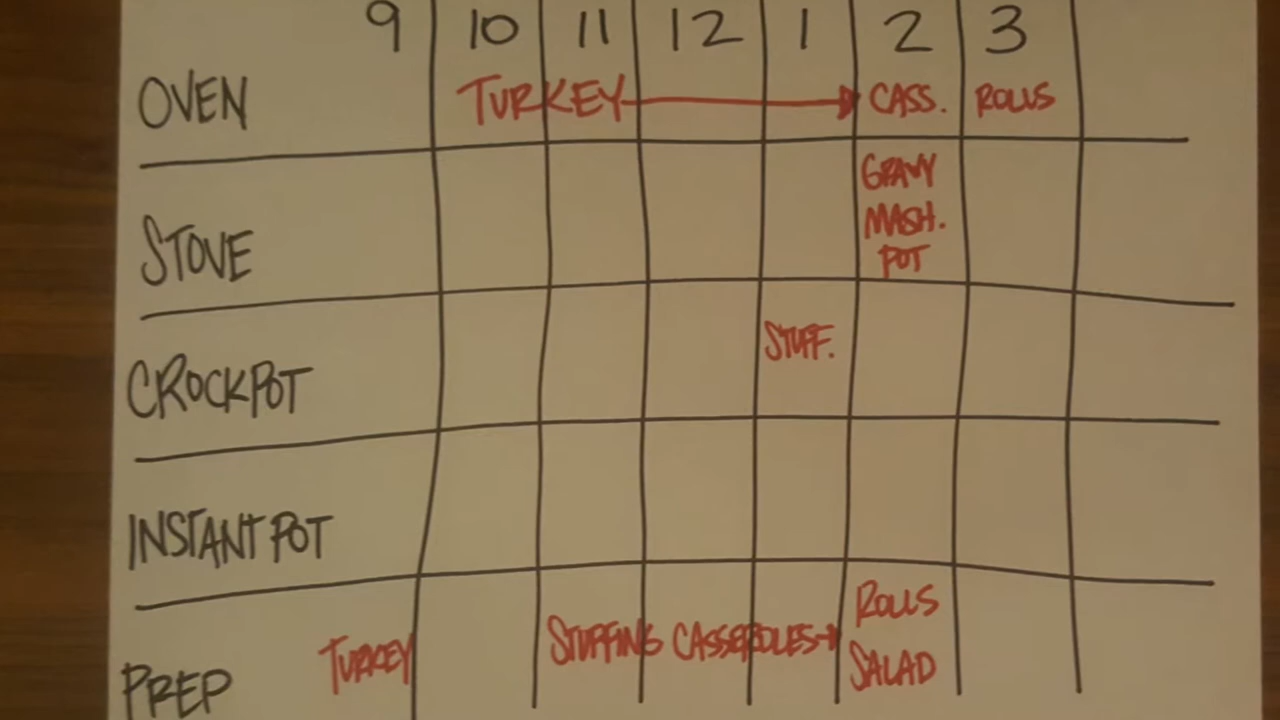 9 10 11 12 1 2 3
OVEN TURKEY CASS. ROLLS
GRAVY
STOVE MASH.
POT
STUFF.
CROCKPOT
INSTANT POT
ROLLS
TURKEY STUFFING CASSEROLES
PREP SALAD